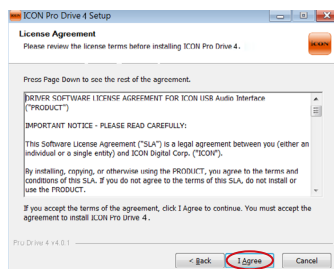 ICON Pro Drive 4 Setup
License Agreement
Please review the license terms before installing ICON Pro Drive 4.
ICON
Press Page Down to see the rest of the agreement.
DRIVER SOFTWARE LICENSE AGREEMENT FOR ICON USB Audio Interface
("PRODUCT")
IMPORTANT NOTICE - PLEASE READ CAREFULLY:
This Software License Agreement ("SLA") is a legal agreement between you (either an
individual or a single entity) and ICON Digital Corp. ("ICON").
By installing, copying, or otherwise using the PRODUCT, you agree to the terms and
conditions of this SLA. If you do not agree to the terms of this SLA, do not install or
use the PRODUCT.
If you accept the terms of the agreement, click I Agree to continue. You must accept the
agreement to install ICON Pro Drive 4.
Pro Drive 4 v4.0.1
< Back
I Agree
Cancel